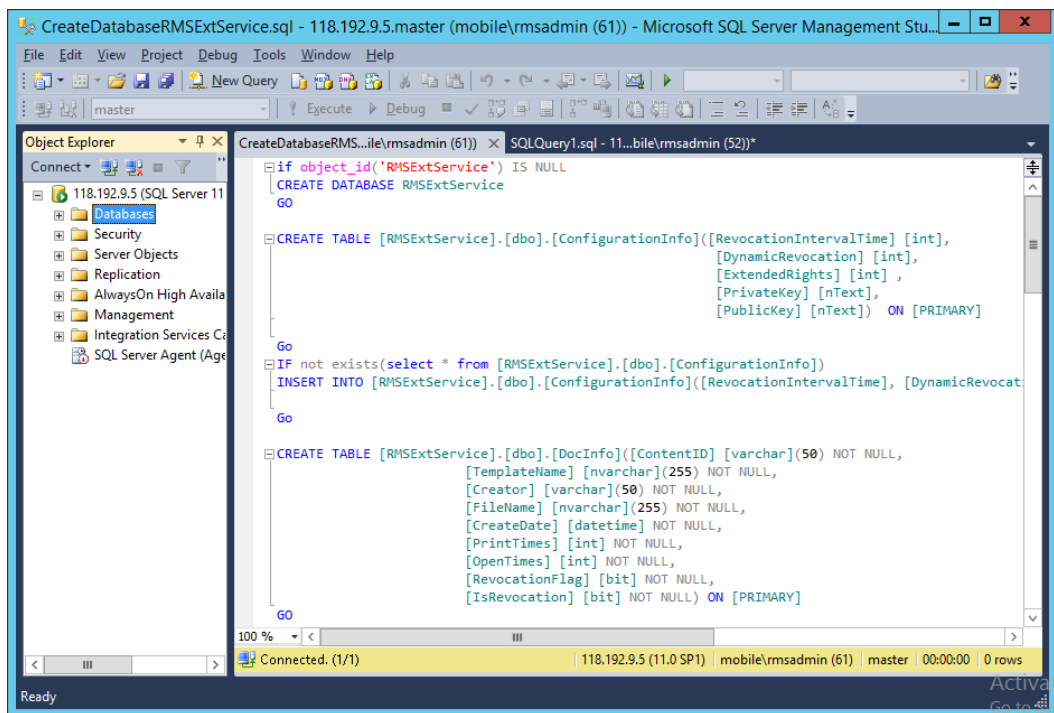 CreateDatabaseRMSExtService.sql - 118.192.9.5.master (mobile\rmsadmin (61)) - Microsoft SQL Server Management Stu...
File Edit View Project Debug Tools Window Help
New Query
master Execute Debug
Object Explorer
CreateDatabaseRMS...ile\rmsadmin (61)) SQLQuery1.sql - 11...bile\rmsadmin (52))*
Connect
118.192.9.5 (SQL Server 11
Databases
Security
Server Objects
Replication
AlwaysOn High Availa
Management
Integration Services Ca
SQL Server Agent (Age
if object_id('RMSExtService') IS NULL
CREATE DATABASE RMSExtService
GO
CREATE TABLE [RMSExtService].[dbo].[ConfigurationInfo]([RevocationIntervalTime] [int],
[DynamicRevocation] [int],
[ExtendedRights] [int] ,
[PrivateKey] [nText],
[PublicKey] [nText]) ON [PRIMARY]
Go
IF not exists(select * from [RMSExtService].[dbo].[ConfigurationInfo])
INSERT INTO [RMSExtService].[dbo].[ConfigurationInfo]([RevocationIntervalTime], [DynamicRevocat
Go
CREATE TABLE [RMSExtService].[dbo].[DocInfo]([ContentID] [varchar](50) NOT NULL,
[TemplateName] [nvarchar](255) NOT NULL,
[Creator] [varchar](50) NOT NULL,
[FileName] [nvarchar](255) NOT NULL,
[CreateDate] [datetime] NOT NULL,
[PrintTimes] [int] NOT NULL,
[OpenTimes] [int] NOT NULL,
[RevocationFlag] [bit] NOT NULL,
[IsRevocation] [bit] NOT NULL) ON [PRIMARY]
GO
100 %
Connected. (1/1) 118.192.9.5 (11.0 SP1) mobile\rmsadmin (61) master 00:00:00 0 rows
Activa
Ready
Go to